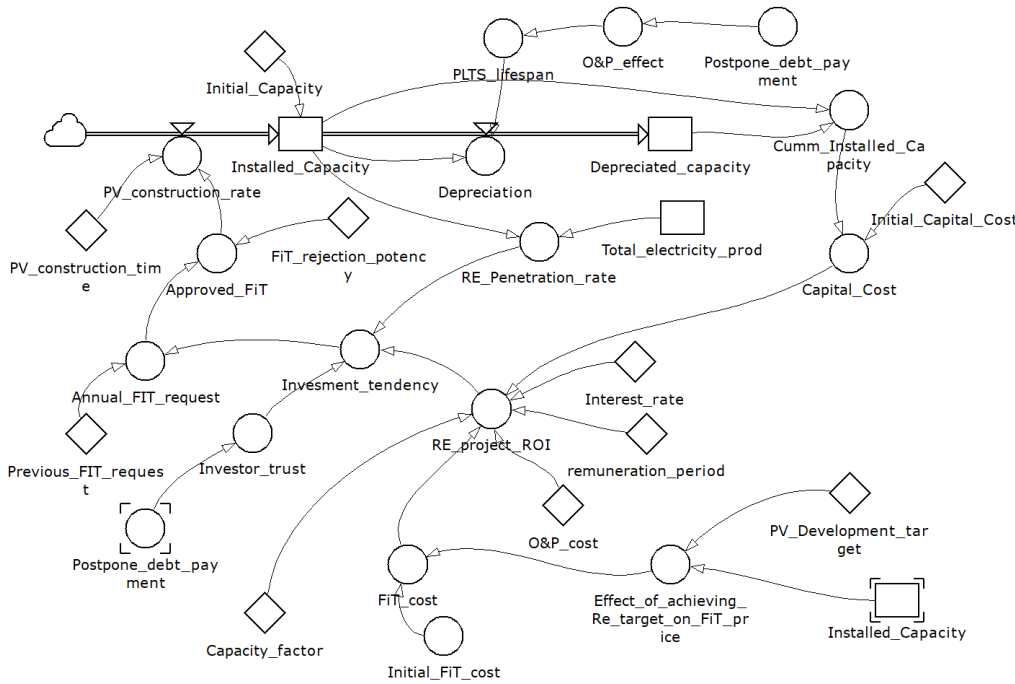 PLTS_lifespan
O&P_effect
Postpone_debt_pay
ment
Initial_Capacity
Installed_Capacity
Depreciated_capacity
Cumm_Installed_Ca
pacity
PV_construction_rate
Depreciation
Initial_Capital_Cost
PV_construction_tim
e
FiT_rejection_potenc
y
Total_electricity_prod
Approved_FiT
RE_Penetration_rate
Capital_Cost
Annual_FIT_request
Invesment_tendency
Interest_rate
RE_project_ROI
Previous_FIT_reques
t
Investor_trust
remuneration_period
PV_Development_tar
get
O&P_cost
Postpone_debt_pay
ment
FiT_cost
Effect_of_achieving_
Re_target_on_FiT_pr
ice
Installed_Capacity
Capacity_factor
Initial_FiT_cost